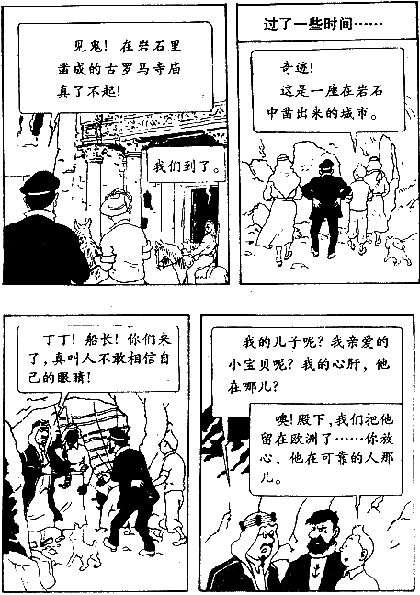 见鬼！在岩石里
凿成的古罗马寺庙
真了不起！
我们到了。
过了一些时间……
奇迹！
这是一座在岩石
中凿出来的城市。
丁丁！船长！你们来
了，真叫人不敢相信自
己的眼睛！
我的儿子呢？我亲爱的
小宝贝呢？我的心肝，他
在哪儿？
噢！殿下，我们把他
留在欧洲了……你放
心、他在可靠的人那
儿。